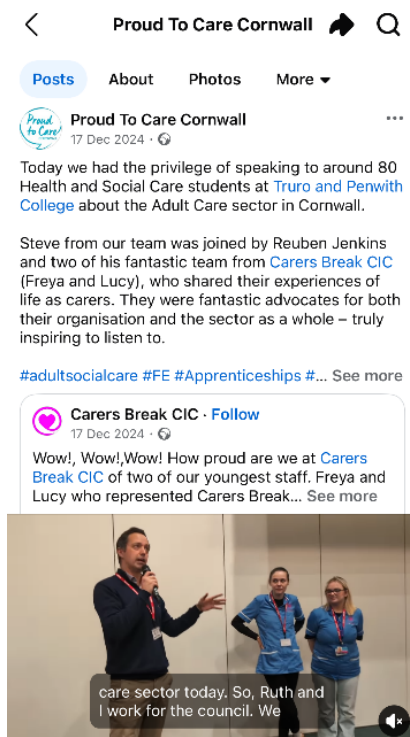 Proud To Care Cornwall
Posts About Photos More
Proud to Care
Proud To Care Cornwall
17 Dec 2024 ·
Today we had the privilege of speaking to around 80
Health and Social Care students at Truro and Penwith
College about the Adult Care sector in Cornwall.
Steve from our team was joined by Reuben Jenkins
and two of his fantastic team from Carers Break CIC
(Freya and Lucy), who shared their experiences of
life as carers. They were fantastic advocates for both
their organisation and the sector as a whole – truly
inspiring to listen to.
#adultsocialcare #FE #Apprenticeships #... See more
Carers Break CIC · Follow
17 Dec 2024 ·
Wow!, Wow!,Wow! How proud are we at Carers
Break CIC of two of our youngest staff. Freya and
Lucy who represented Carers Break... See more
care sector today. So, Ruth and
I work for the council. We